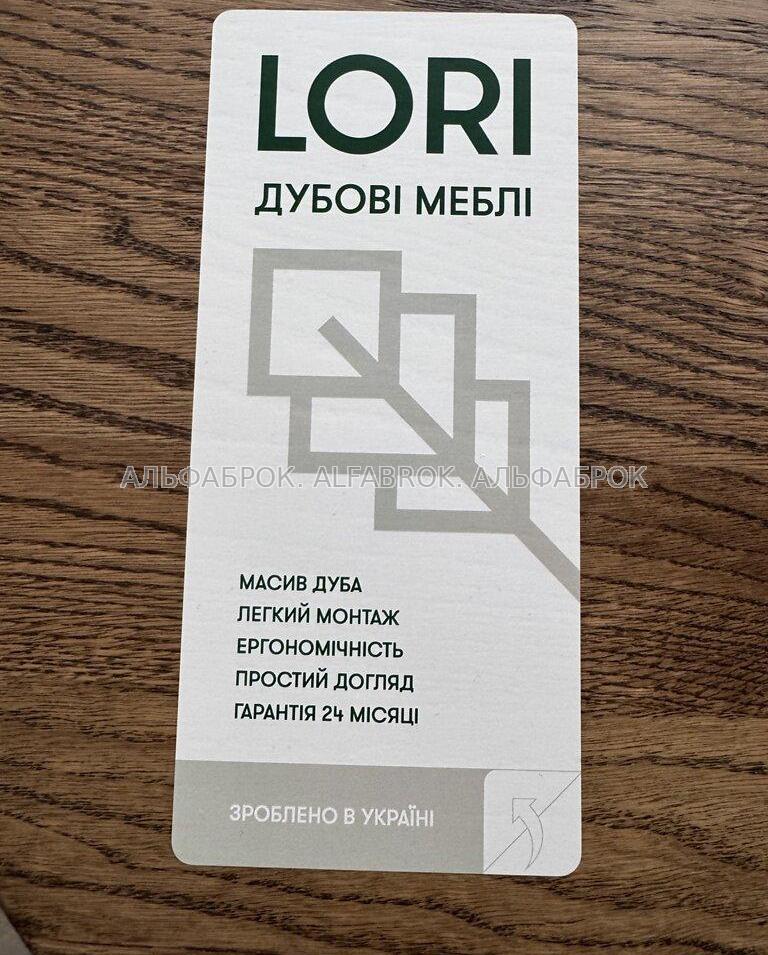 LORI
ДУБОВІ МЕБЛІ
АЛЬФАБРОК. ALFABROK. АЛЬФАБРОК
МАСИВ ДУБА
ЛЕГКИЙ МОНТАЖ
ЕРГОНОМІЧНІСТЬ
ПРОСТИЙ ДОГЛЯД
ГАРАНТІЯ 24 МІСЯЦІ
ЗРОБЛЕНО В УКРАЇНІ